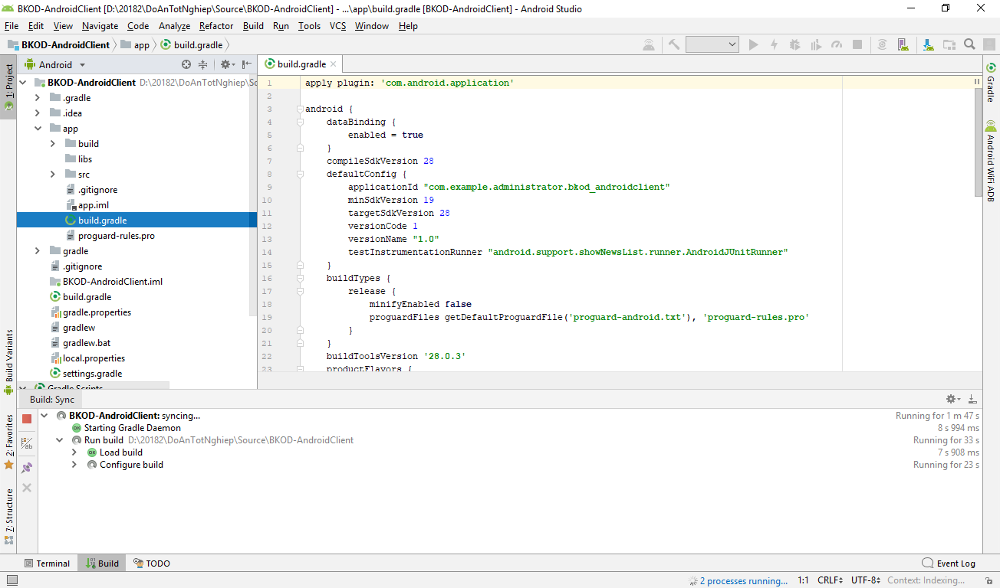 BKOD-AndroidClient [D:\20182\DoAnTotNghiep\Source\BKOD-AndroidClient] - ...\app\build.gradle [BKOD-AndroidClient] - Android Studio
File Edit View Navigate Code Analyze Refactor Build Run Tools VCS Window Help
BKOD-AndroidClient app build.gradle
1: Project
Build Variants
2: Favorites
7: Structure
Android
BKOD-AndroidClient D:\20182\DoAnTotNghiep\Sc
.gradle
.idea
app
build
libs
src
.gitignore
app.iml
build.gradle
proguard-rules.pro
gradle
.gitignore
BKOD-AndroidClient.iml
build.gradle
gradle.properties
gradlew
gradlew.bat
local.properties
settings.gradle
Gradle Scripts
build.gradle
1 apply plugin: 'com.android.application'
2
3 android {
4 dataBinding {
5 enabled = true
6 }
7 compileSdkVersion 28
8 defaultConfig {
9 applicationId "com.example.administrator.bkod_androidclient"
10 minSdkVersion 19
11 targetSdkVersion 28
12 versionCode 1
13 versionName "1.0"
14 testInstrumentationRunner "android.support.showNewsList.runner.AndroidJUnitRunner"
15 }
16 buildTypes {
17 release {
18 minifyEnabled false
19 proguardFiles getDefaultProguardFile('proguard-android.txt'), 'proguard-rules.pro'
20 }
21 }
22 buildToolsVersion '28.0.3'
23 productFlavors {
Gradle
Android WiFi ADB
Build: Sync
BKOD-AndroidClient: syncing... Running for 1 m 47 s
OK Starting Gradle Daemon 8 s 994 ms
Run build D:\20182\DoAnTotNghiep\Source\BKOD-AndroidClient Running for 33 s
OK Load build 7 s 908 ms
Configure build Running for 23 s
Terminal Build TODO Event Log
2 processes running... 1:1 CRLF UTF-8 Context: Indexing...